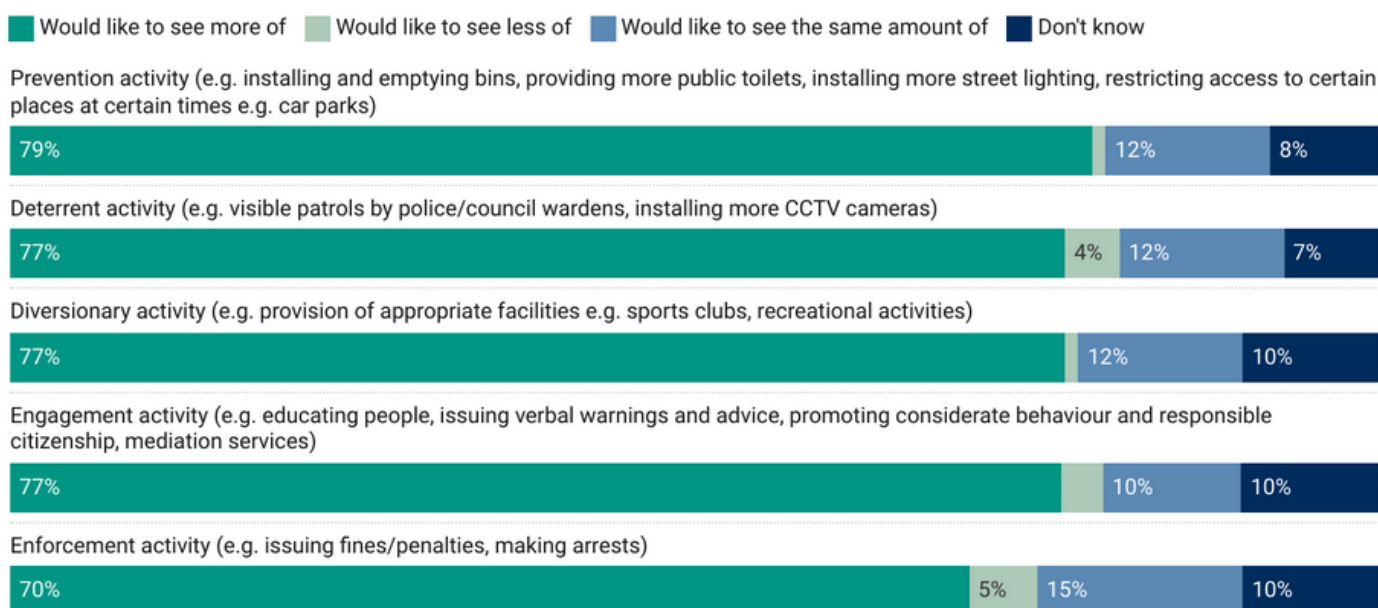 Would like to see more of Would like to see less of Would like to see the same amount of Don't know
Prevention activity (e.g. installing and emptying bins, providing more public toilets, installing more street lighting, restricting access to certain
places at certain times e.g. car parks)
79% 12% 8%
Deterrent activity (e.g. visible patrols by police/council wardens, installing more CCTV cameras)
77% 4% 12% 7%
Diversionary activity (e.g. provision of appropriate facilities e.g. sports clubs, recreational activities)
77% 12% 10%
Engagement activity (e.g. educating people, issuing verbal warnings and advice, promoting considerate behaviour and responsible
citizenship, mediation services)
77% 10% 10%
Enforcement activity (e.g. issuing fines/penalties, making arrests)
70% 5% 15% 10%